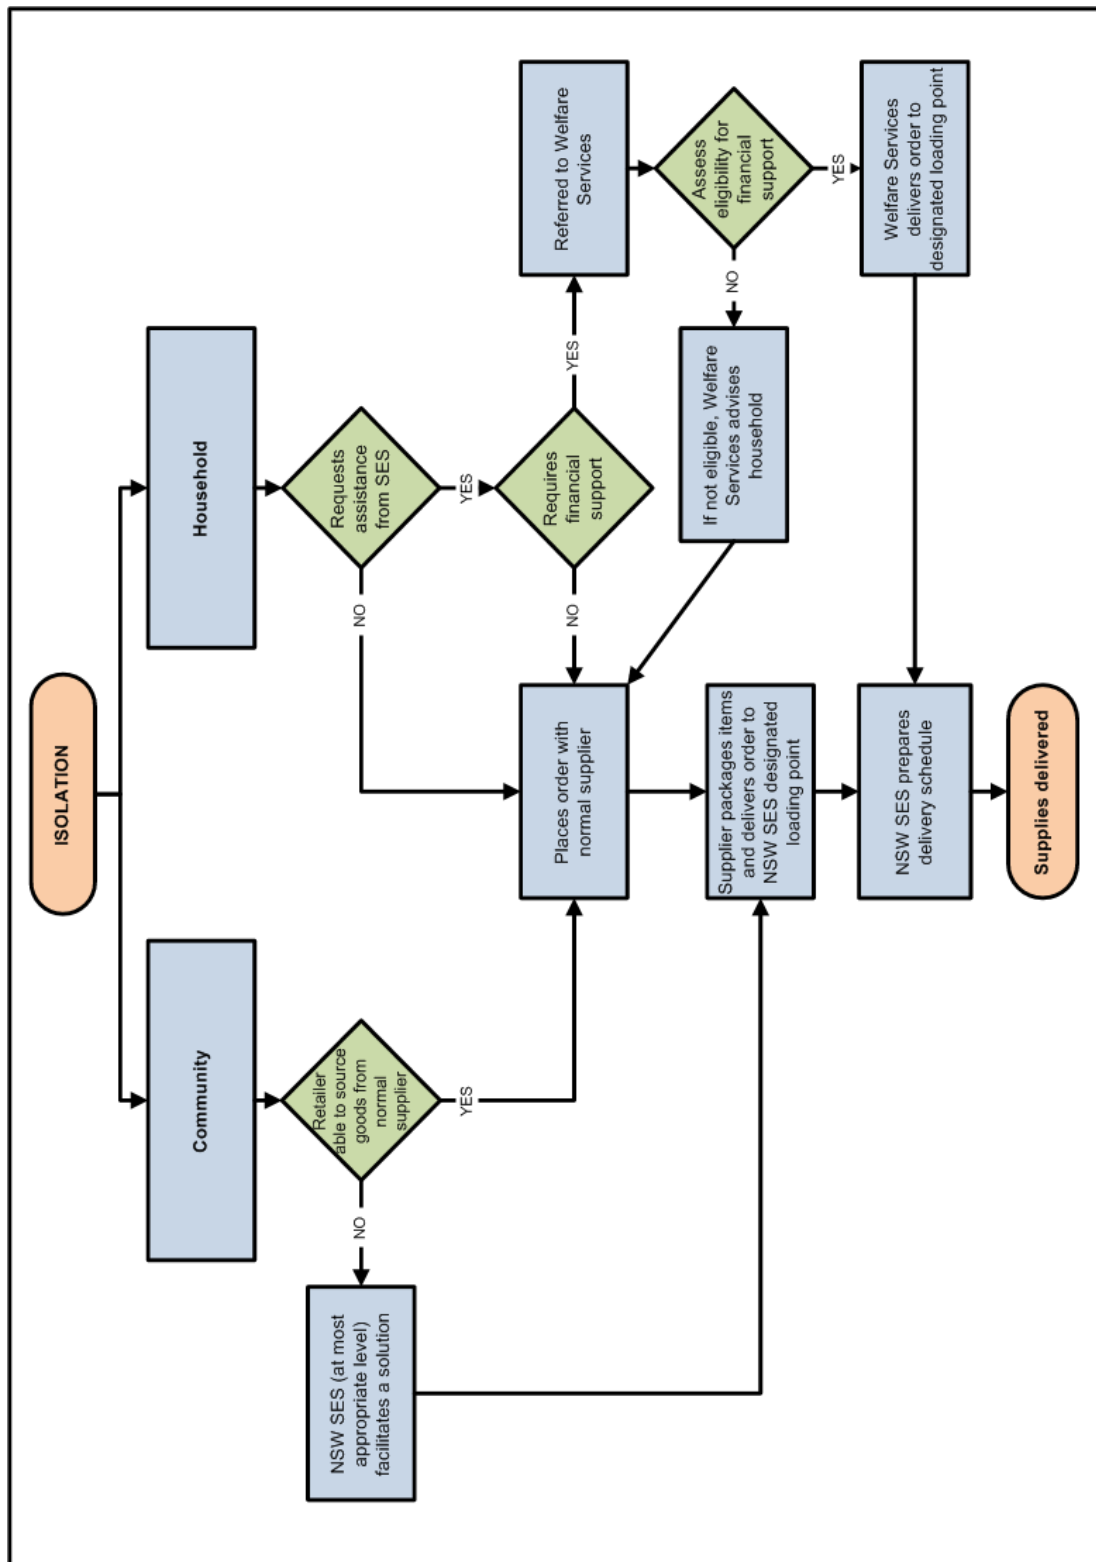 ISOLATION
Community
Household
Retailer
able to source
goods from
normal
supplier
Requests
assistance
from SES
NO
YES
NO
YES
NSW SES (at most
appropriate level)
facilitates a solution
Requires
financial
support
NO
YES
Places order with
normal supplier
Referred to Welfare
Services
Assess
eligibility for
financial
support
NO
YES
If not eligible, Welfare
Services advises
household
Supplier packages items
and delivers order to
NSW SES designated
loading point
Welfare Services
delivers order to
designated loading point
NSW SES prepares
delivery schedule
Supplies delivered